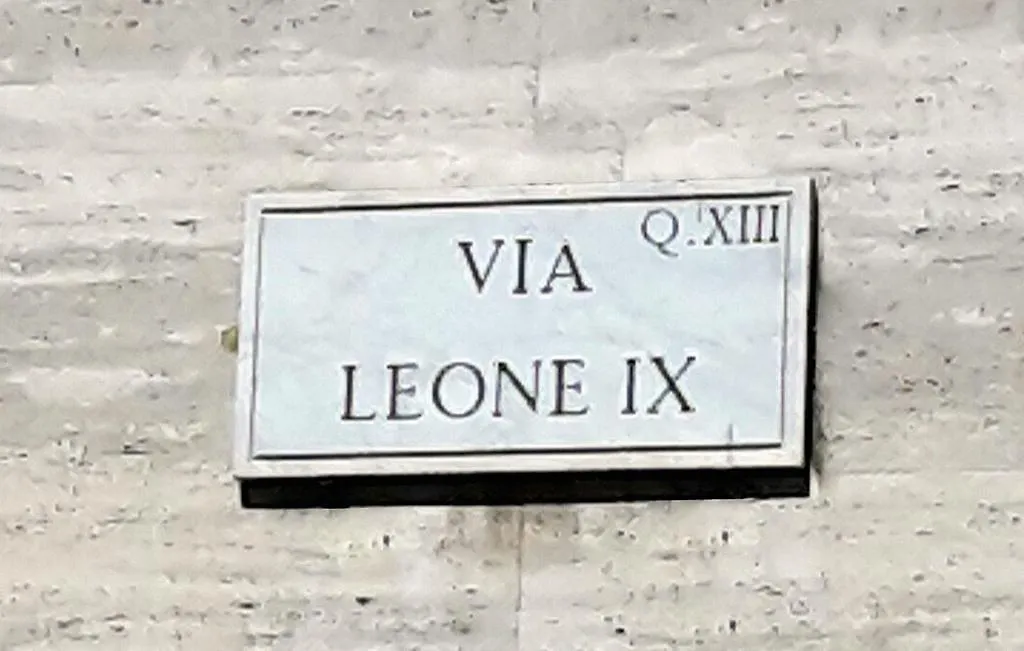 Q. XIII
VIA
LEONE IX